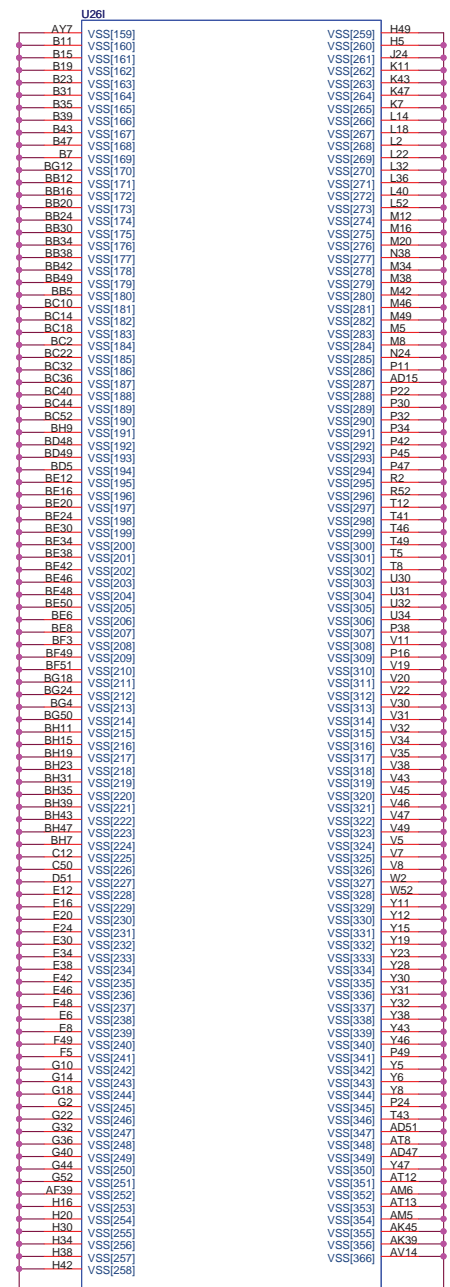 U26I
AY7 VSS[159] VSS[259] H49
B11 VSS[160] VSS[260] H5
B15 VSS[161] VSS[261] J24
B19 VSS[162] VSS[262] K11
B23 VSS[163] VSS[263] K43
B31 VSS[164] VSS[264] K47
B35 VSS[165] VSS[265] K7
B39 VSS[166] VSS[266] L14
B43 VSS[167] VSS[267] L18
B47 VSS[168] VSS[268] L2
B7 VSS[169] VSS[269] L22
BG12 VSS[170] VSS[270] L32
BB12 VSS[171] VSS[271] L36
BB16 VSS[172] VSS[272] L40
BB20 VSS[173] VSS[273] L52
BB24 VSS[174] VSS[274] M12
BB30 VSS[175] VSS[275] M16
BB34 VSS[176] VSS[276] M20
BB38 VSS[177] VSS[277] N38
BB42 VSS[178] VSS[278] M34
BB49 VSS[179] VSS[279] M38
BB5 VSS[180] VSS[280] M42
BC10 VSS[181] VSS[281] M46
BC14 VSS[182] VSS[282] M49
BC18 VSS[183] VSS[283] M5
BC2 VSS[184] VSS[284] M8
BC22 VSS[185] VSS[285] N24
BC32 VSS[186] VSS[286] P11
BC36 VSS[187] VSS[287] AD15
BC40 VSS[188] VSS[288] P22
BC44 VSS[189] VSS[289] P30
BC52 VSS[190] VSS[290] P32
BH9 VSS[191] VSS[291] P34
BD48 VSS[192] VSS[292] P42
BD49 VSS[193] VSS[293] P45
BD5 VSS[194] VSS[294] P47
BE12 VSS[195] VSS[295] R2
BE16 VSS[196] VSS[296] R52
BE20 VSS[197] VSS[297] T12
BE24 VSS[198] VSS[298] T41
BE30 VSS[199] VSS[299] T46
BE34 VSS[200] VSS[300] T49
BE38 VSS[201] VSS[301] T5
BE42 VSS[202] VSS[302] T8
BE46 VSS[203] VSS[303] U30
BE48 VSS[204] VSS[304] U31
BE50 VSS[205] VSS[305] U32
BE6 VSS[206] VSS[306] U34
BE8 VSS[207] VSS[307] P38
BF3 VSS[208] VSS[308] V11
BF49 VSS[209] VSS[309] P16
BF51 VSS[210] VSS[310] V19
BG18 VSS[211] VSS[311] V20
BG24 VSS[212] VSS[312] V22
BG4 VSS[213] VSS[313] V30
BG50 VSS[214] VSS[314] V31
BH11 VSS[215] VSS[315] V32
BH15 VSS[216] VSS[316] V34
BH19 VSS[217] VSS[317] V35
BH23 VSS[218] VSS[318] V38
BH31 VSS[219] VSS[319] V43
BH35 VSS[220] VSS[320] V45
BH39 VSS[221] VSS[321] V46
BH43 VSS[222] VSS[322] V47
BH47 VSS[223] VSS[323] V49
BH7 VSS[224] VSS[324] V5
C12 VSS[225] VSS[325] V7
C50 VSS[226] VSS[326] V8
D51 VSS[227] VSS[327] W2
E12 VSS[228] VSS[328] W52
E16 VSS[229] VSS[329] Y11
E20 VSS[230] VSS[330] Y12
E24 VSS[231] VSS[331] Y15
E30 VSS[232] VSS[332] Y19
E34 VSS[233] VSS[333] Y23
E38 VSS[234] VSS[334] Y28
E42 VSS[235] VSS[335] Y30
E46 VSS[236] VSS[336] Y31
E48 VSS[237] VSS[337] Y32
E6 VSS[238] VSS[338] Y38
E8 VSS[239] VSS[339] Y43
F49 VSS[240] VSS[340] Y46
F5 VSS[241] VSS[341] P49
G10 VSS[242] VSS[342] Y5
G14 VSS[243] VSS[343] Y6
G18 VSS[244] VSS[344] Y8
G2 VSS[245] VSS[345] P24
G22 VSS[246] VSS[346] T43
G32 VSS[247] VSS[347] AD51
G36 VSS[248] VSS[348] AT8
G40 VSS[249] VSS[349] AD47
G44 VSS[250] VSS[350] Y47
G52 VSS[251] VSS[351] AT12
AF39 VSS[252] VSS[352] AM6
H16 VSS[253] VSS[353] AT13
H20 VSS[254] VSS[354] AM5
H30 VSS[255] VSS[355] AK45
H34 VSS[256] VSS[356] AK39
H38 VSS[257] VSS[366] AV14
H42 VSS[258]